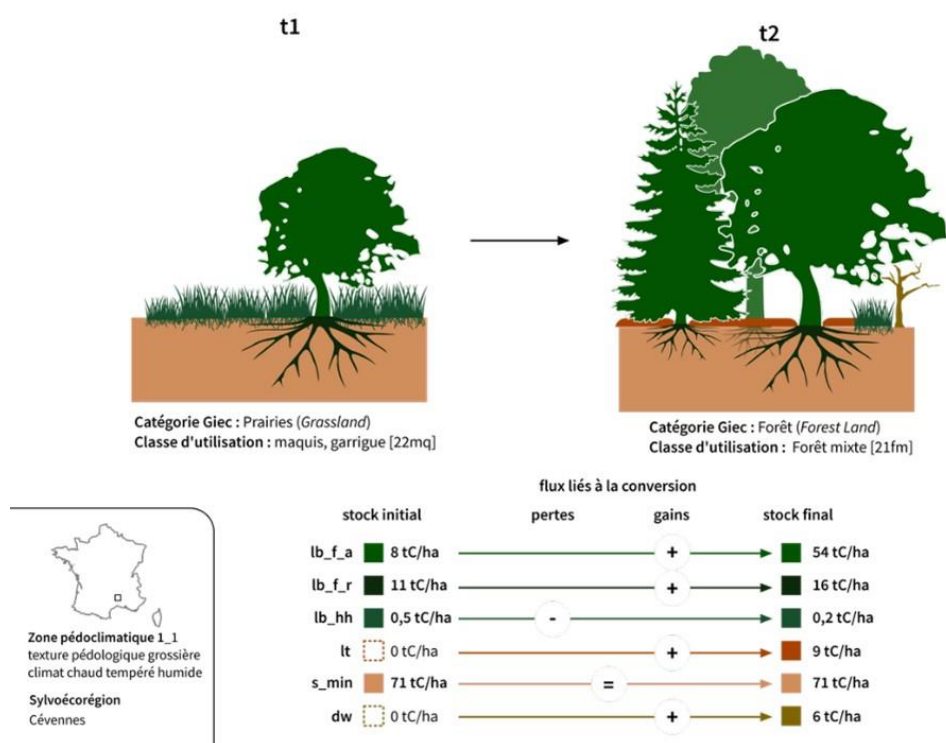 t1
t2
Catégorie Giec : Prairies (Grassland)
Classe d'utilisation : maquis, garrigue [22mq]
Catégorie Giec : Forêt (Forest Land)
Classe d'utilisation : Forêt mixte [21fm]
flux liés à la conversion
stock initial pertes gains stock final
lb_f_a 8 tC/ha + 54 tC/ha
lb_f_r 11 tC/ha + 16 tC/ha
lb_hh 0,5 tC/ha - 0,2 tC/ha
lt 0 tC/ha + 9 tC/ha
s_min 71 tC/ha = 71 tC/ha
dw 0 tC/ha + 6 tC/ha
Zone pédoclimatique 1_1
texture pédologique grossière
climat chaud tempéré humide
Sylvoécorégion
Cévennes